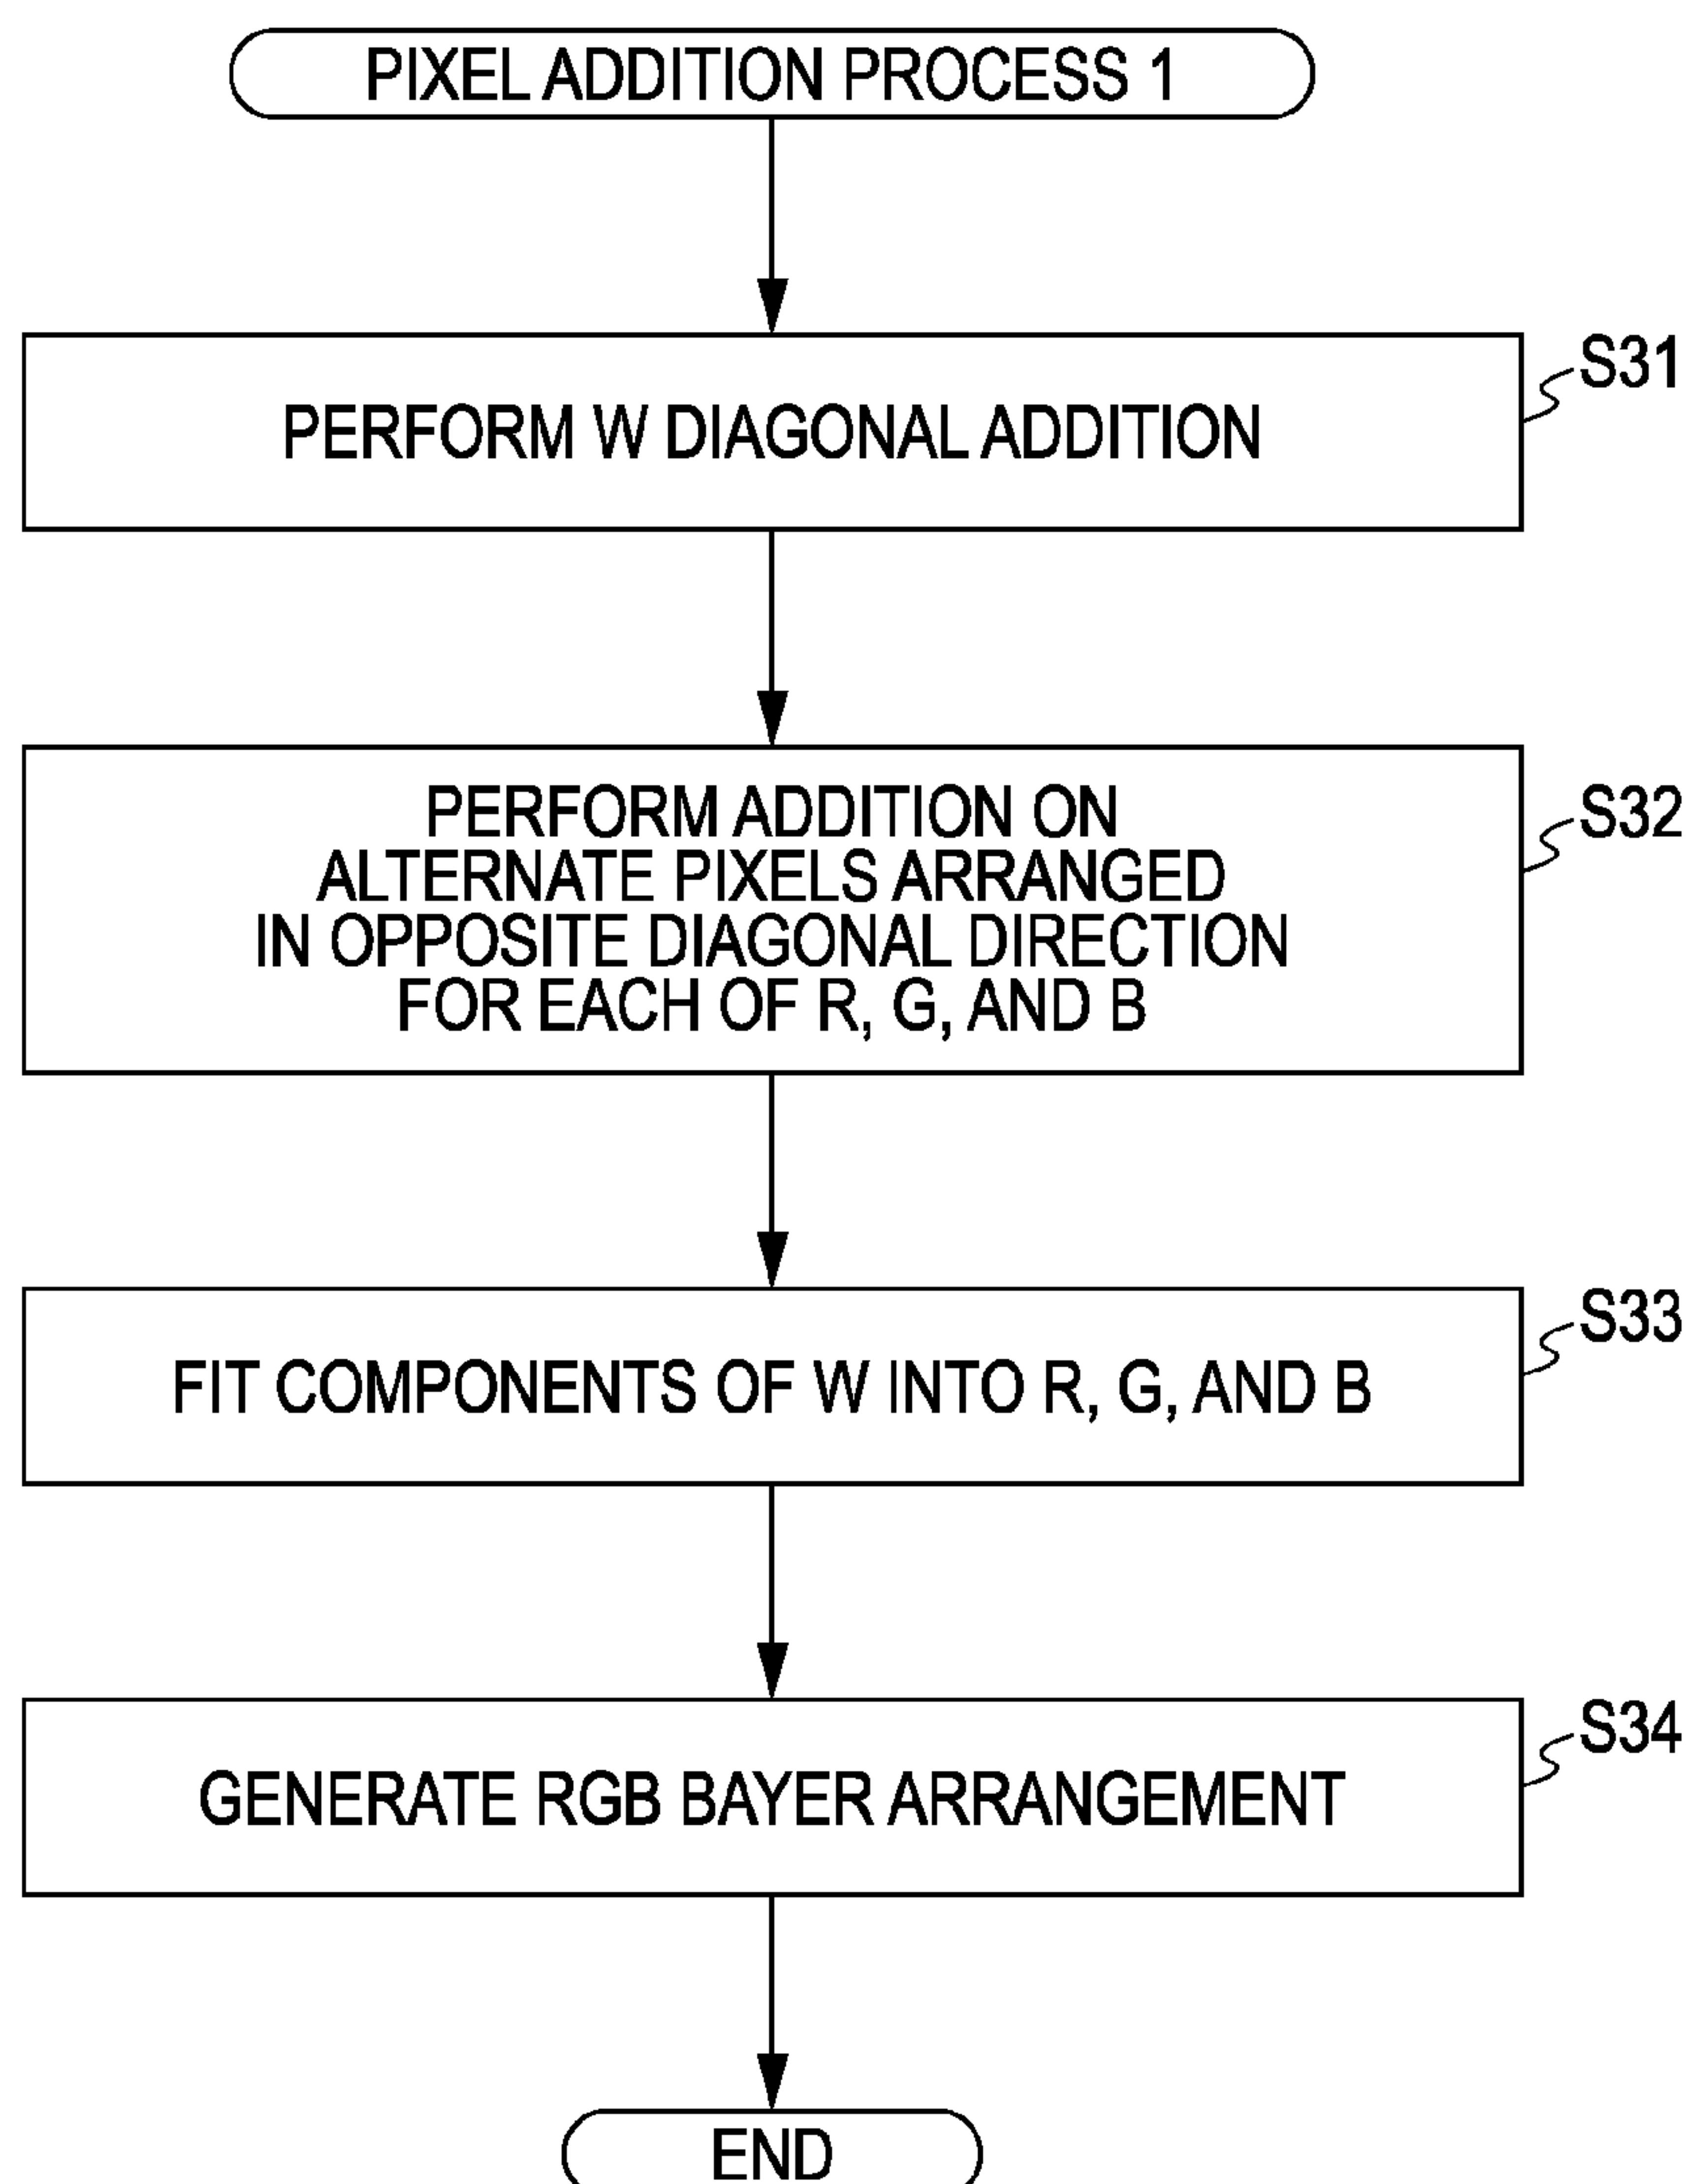 PIXEL ADDITION PROCESS 1
S31
PERFORM W DIAGONAL ADDITION
S32
PERFORM ADDITION ON
ALTERNATE PIXELS ARRANGED
IN OPPOSITE DIAGONAL DIRECTION
FOR EACH OF R, G, AND B
S33
FIT COMPONENTS OF W INTO R, G, AND B
S34
GENERATE RGB BAYER ARRANGEMENT
END